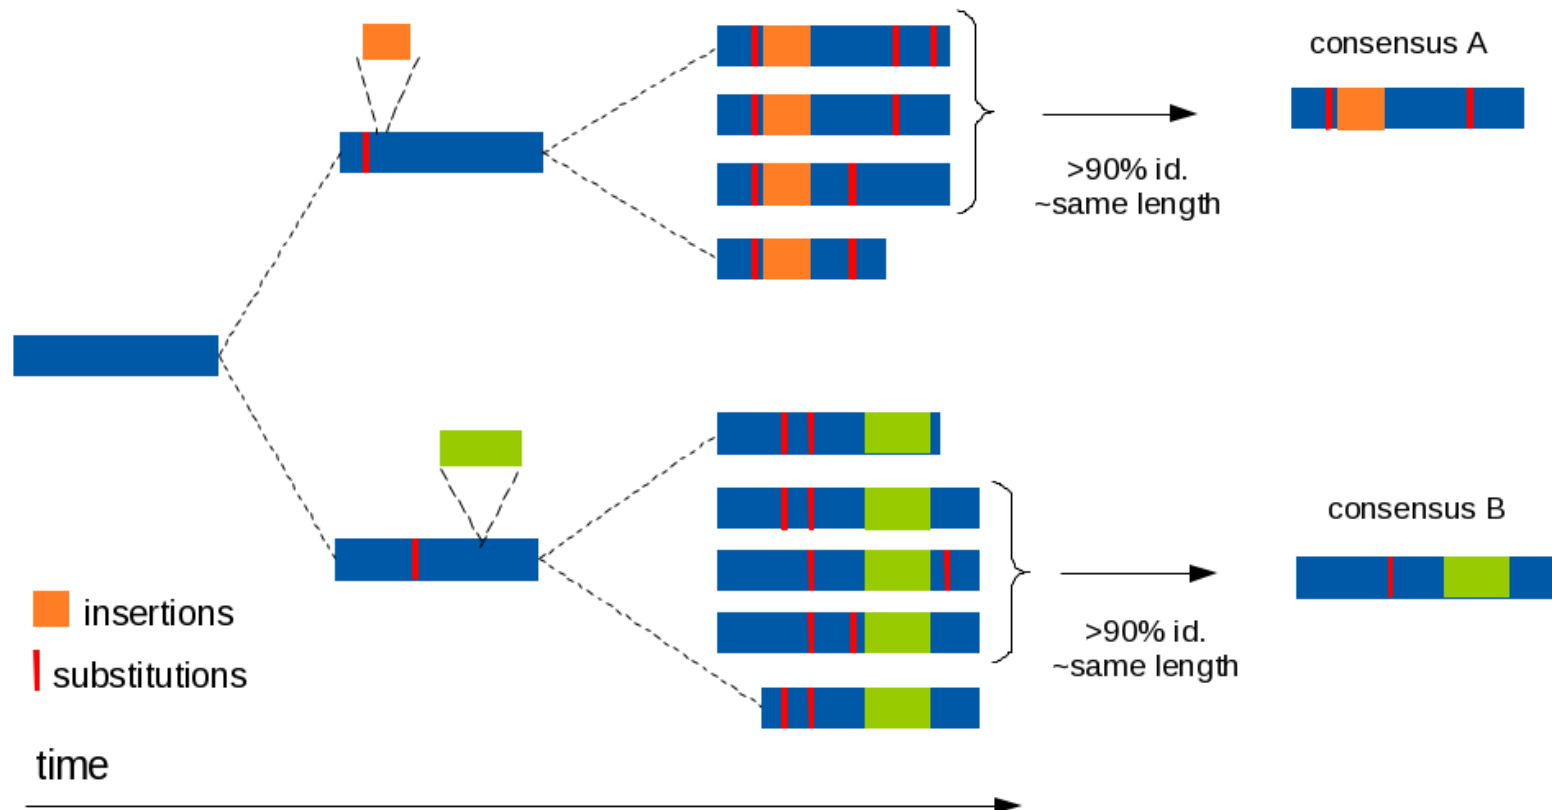 consensus A
>90% id.
~same length
consensus B
>90% id.
~same length
insertions
substitutions
time